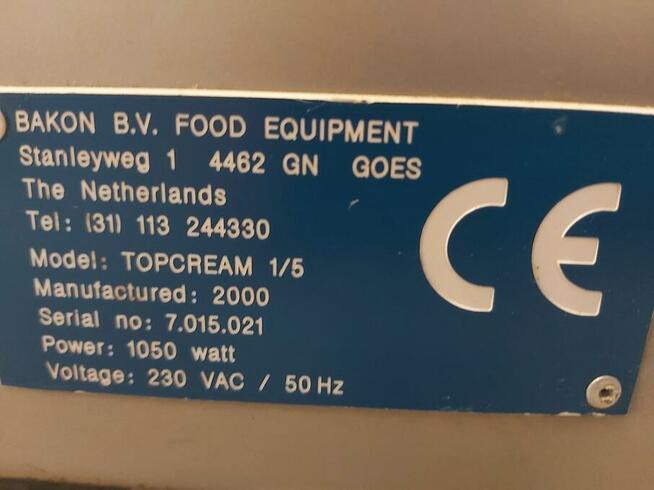 BAKON B.V. FOOD EQUIPMENT
Stanleyweg 1 4462 GN GOES
The Netherlands
Tel: (31) 113 244330
Model: TOPCREAM 1/5
Manufactured: 2000
Serial no: 7.015.021
Power: 1050 watt
Voltage: 230 VAC / 50 Hz
CE